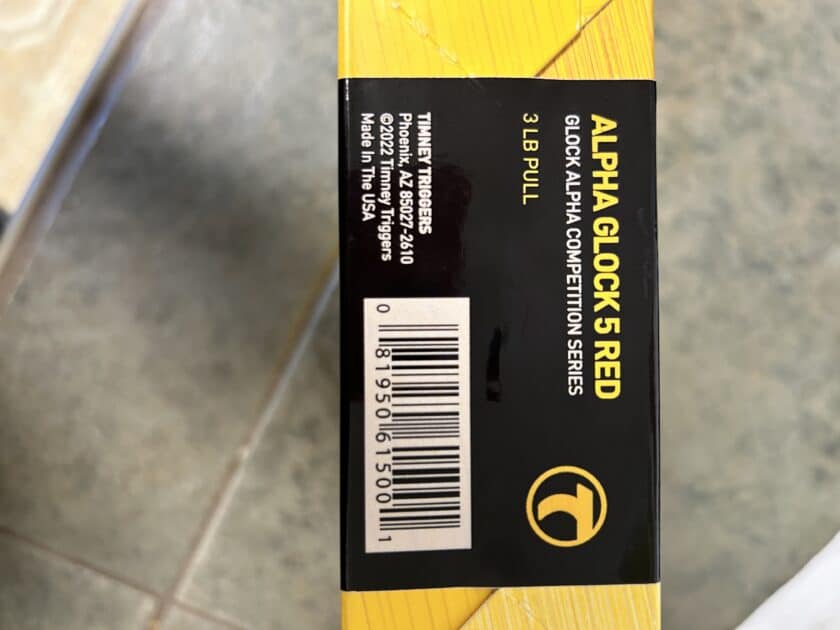 ALPHA GLOCK 5 RED
GLOCK ALPHA COMPETITION SERIES
3 LB PULL
TIMNEY TRIGGERS
Phoenix, AZ 85027-2610
©2022 Timney Triggers
Made In The USA
0 81950 61500 1